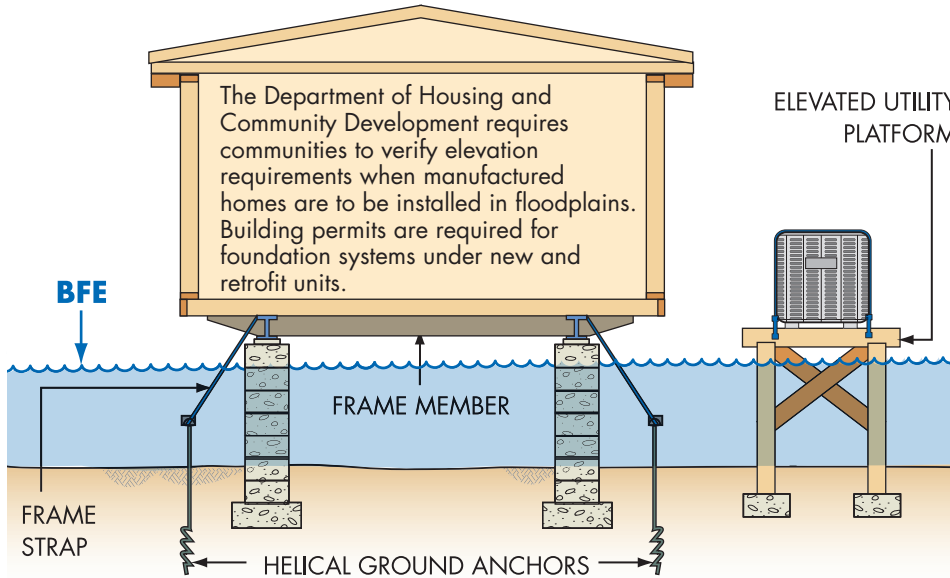 The Department of Housing and
Community Development requires
communities to verify elevation
requirements when manufactured
homes are to be installed in floodplains.
Building permits are required for
foundation systems under new and
retrofit units.
ELEVATED UTILITY
PLATFORM
BFE
FRAME MEMBER
FRAME
STRAP
HELICAL GROUND ANCHORS